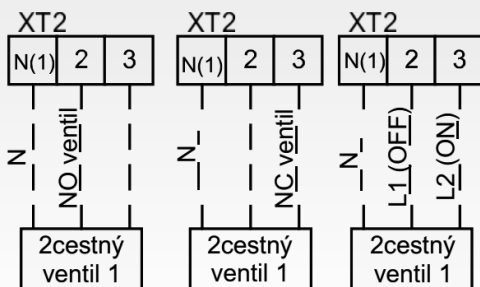 XT2
N(1) 2 3
N
NO ventil
2cestný
ventil 1
XT2
N(1) 2 3
N
NC ventil
2cestný
ventil 1
XT2
N(1) 2 3
N
L1 (OFF)
L2 (ON)
2cestný
ventil 1